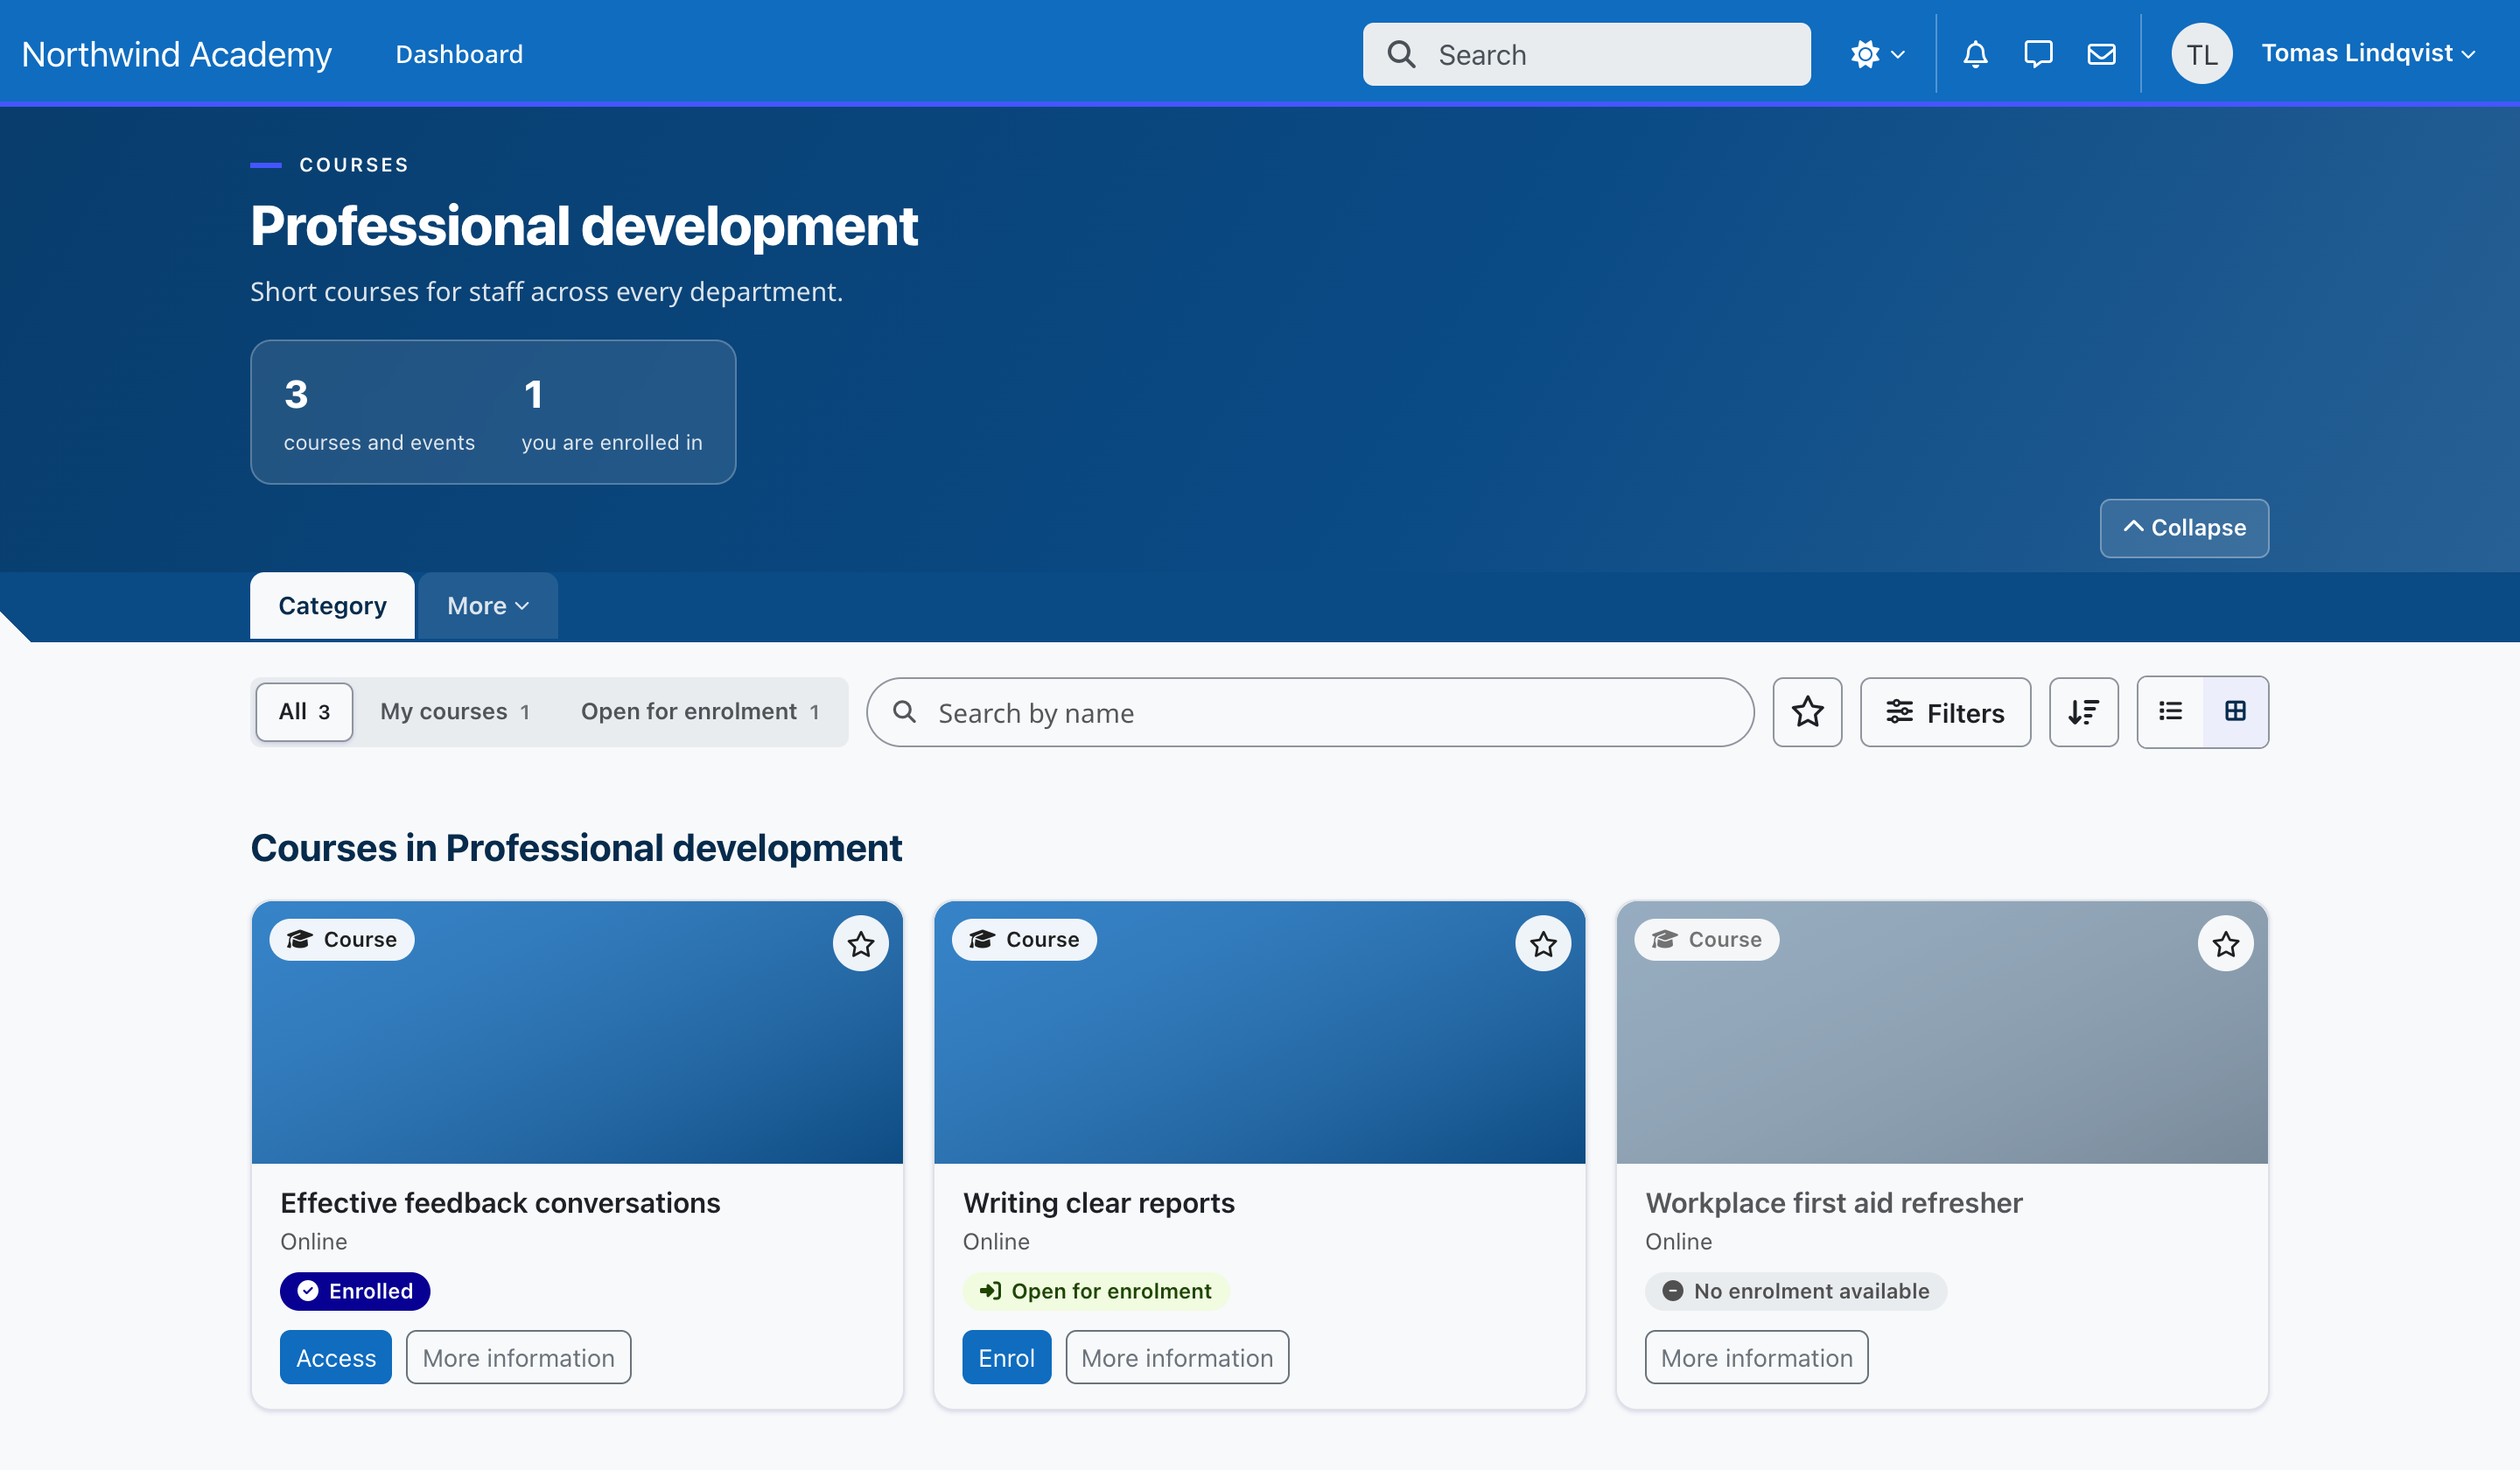 Northwind Academy
Dashboard
Search
TL
Tomas Lindqvist
COURSES
Professional development
Short courses for staff across every department.
3
courses and events
1
you are enrolled in
Collapse
Category
More
All 3
My courses 1
Open for enrolment 1
Search by name
Filters
Courses in Professional development
Course
Effective feedback conversations
Online
Enrolled
Access
More information
Course
Writing clear reports
Online
Open for enrolment
Enrol
More information
Course
Workplace first aid refresher
Online
No enrolment available
More information